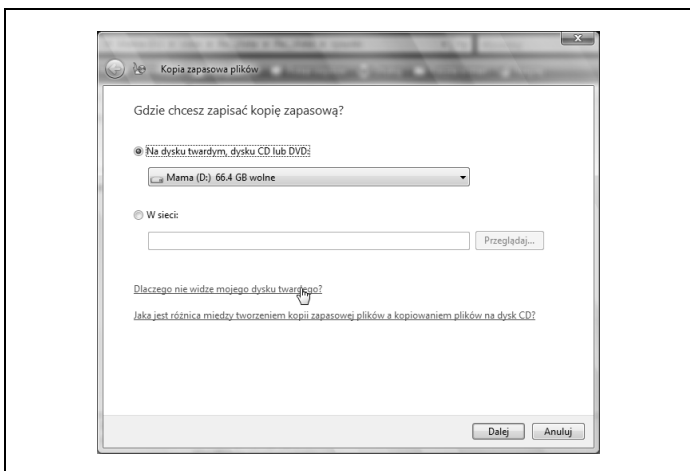 Kopia zapasowa plików
Gdzie chcesz zapisać kopię zapasową?
Na dysku twardym, dysku CD lub DVD:
Mama (D:) 66.4 GB wolne
W sieci:
Przeglądaj...
Dlaczego nie widze mojego dysku twardego?
Jaka jest różnica miedzy tworzeniem kopii zapasowej plików a kopiowaniem plików na dysk CD?
Dalej Anuluj